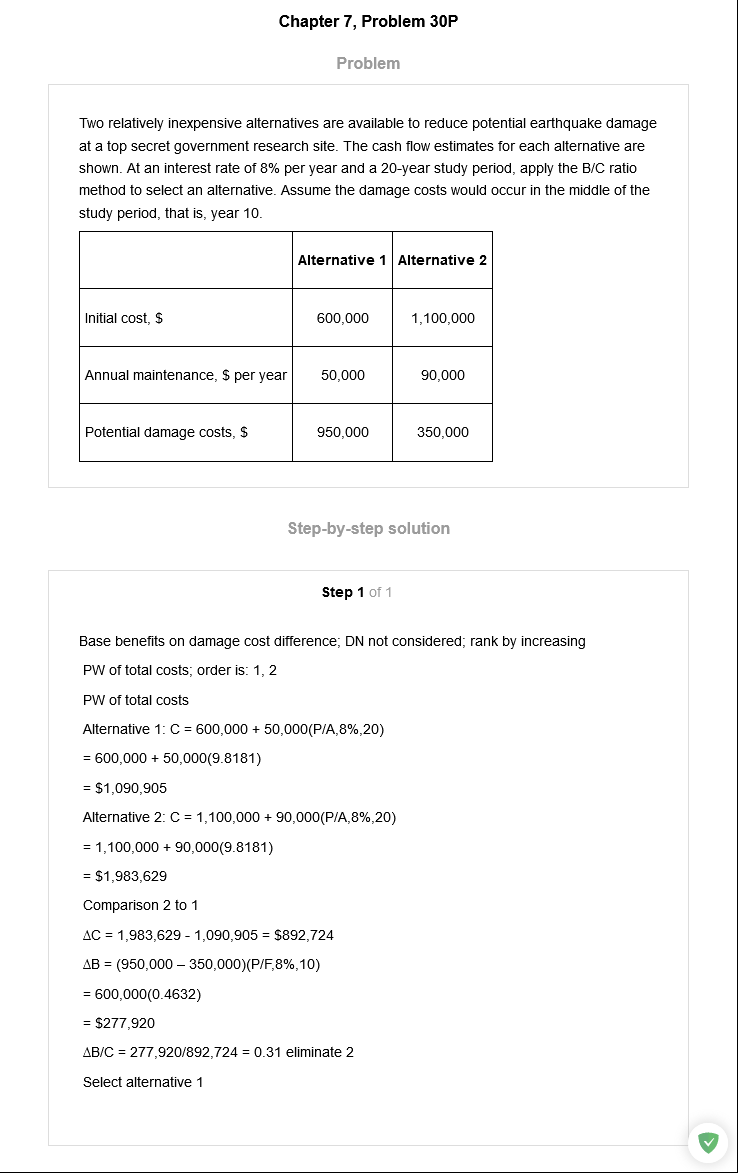 Chapter 7, Problem 30P
Problem
Two relatively inexpensive alternatives are available to reduce potential earthquake damage
at a top secret government research site. The cash flow estimates for each alternative are
shown. At an interest rate of 8% per year and a 20-year study period, apply the B/C ratio
method to select an alternative. Assume the damage costs would occur in the middle of the
study period, that is, year 10.
Alternative 1 Alternative 2
Initial cost, $ 600,000 1,100,000
Annual maintenance, $ per year 50,000 90,000
Potential damage costs, $ 950,000 350,000
Step-by-step solution
Step 1 of 1
Base benefits on damage cost difference; DN not considered; rank by increasing
PW of total costs; order is: 1, 2
PW of total costs
Alternative 1: C = 600,000 + 50,000(P/A,8%,20)
= 600,000 + 50,000(9.8181)
= $1,090,905
Alternative 2: C = 1,100,000 + 90,000(P/A,8%,20)
= 1,100,000 + 90,000(9.8181)
= $1,983,629
Comparison 2 to 1
ΔC = 1,983,629 - 1,090,905 = $892,724
ΔB = (950,000 – 350,000)(P/F,8%,10)
= 600,000(0.4632)
= $277,920
ΔB/C = 277,920/892,724 = 0.31 eliminate 2
Select alternative 1